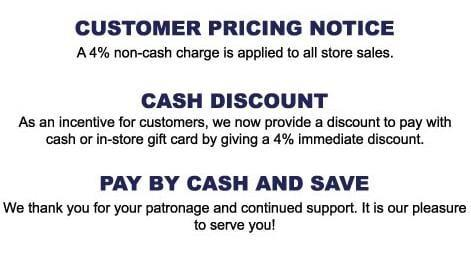 CUSTOMER PRICING NOTICE
A 4% non-cash charge is applied to all store sales.
CASH DISCOUNT
As an incentive for customers, we now provide a discount to pay with
cash or in-store gift card by giving a 4% immediate discount.
PAY BY CASH AND SAVE
We thank you for your patronage and continued support. It is our pleasure
to serve you!